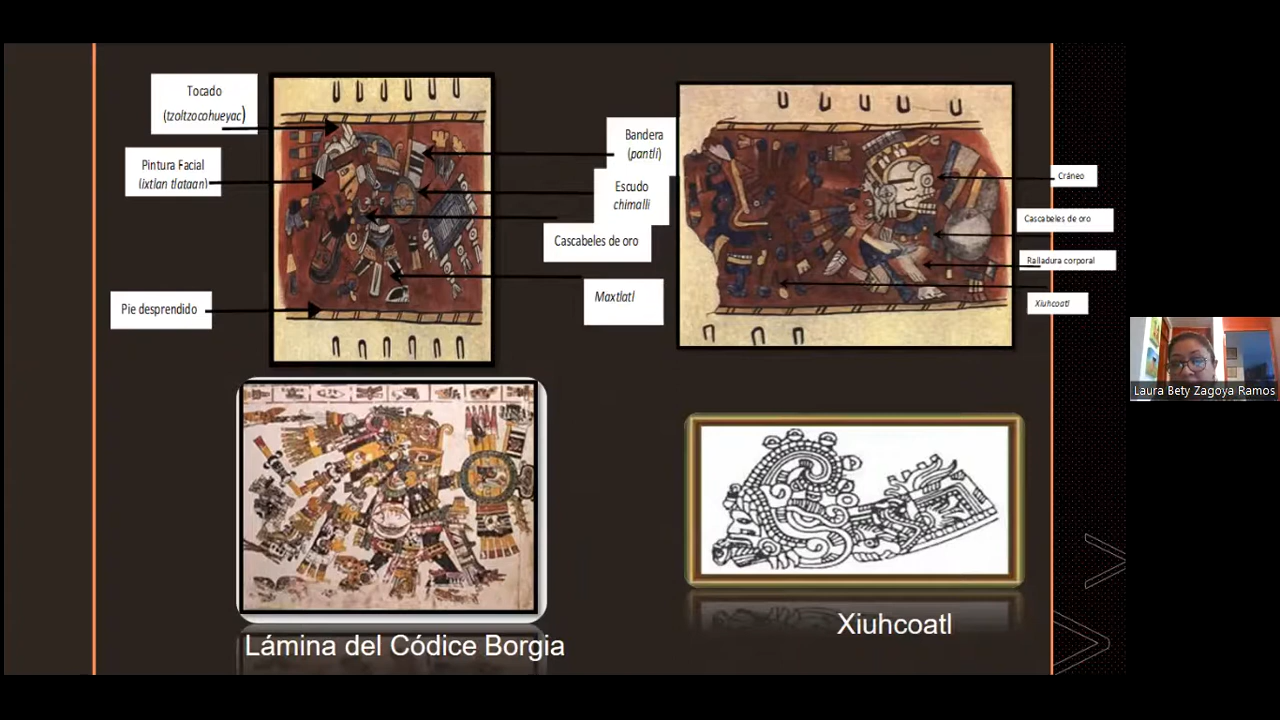 Tocado
(tzoltzocohueyac)
Pintura Facial
(ixtlan tlataan)
Pie desprendido
Bandera
(pantli)
Escudo
chimalli
Cascabeles de oro
Maxtlatl
Cráneo
Cascabeles de oro
Ralladura corporal
Xiuhcoatl
Lámina del Códice Borgia
Xiuhcoatl
Laura Bety Zagoya Ramos